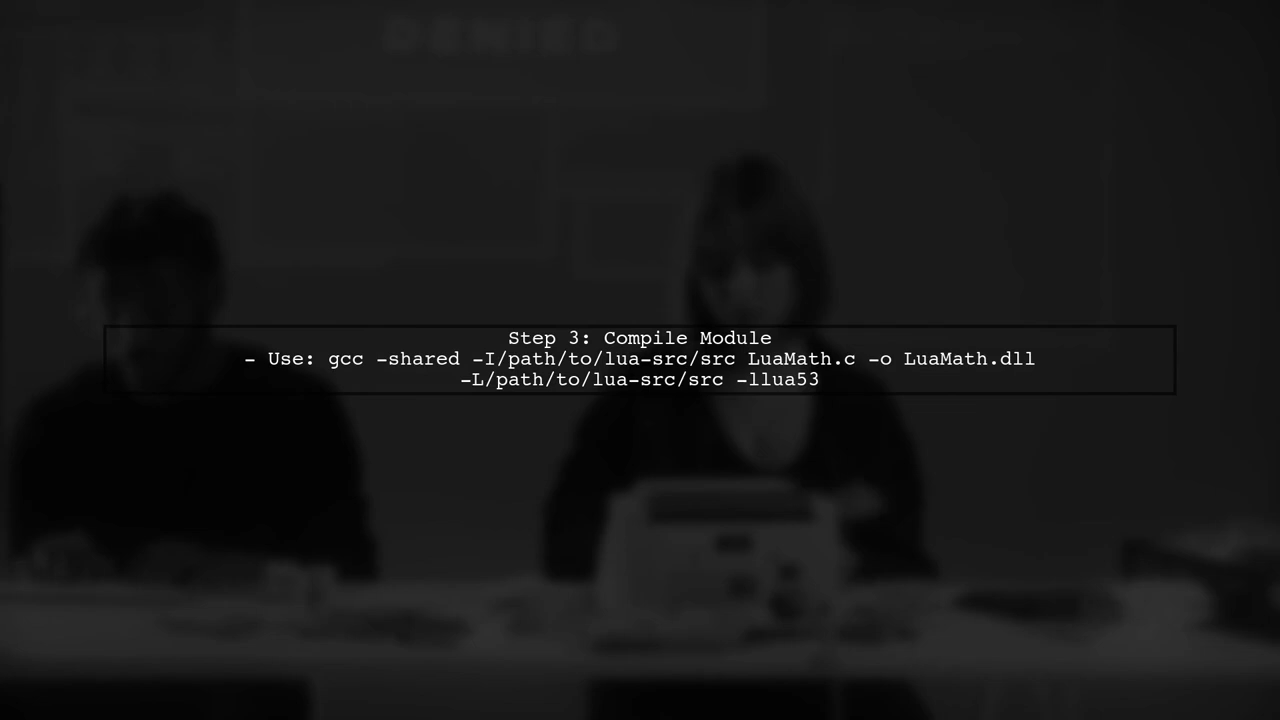 DENIED
Step 3: Compile Module
- Use: gcc -shared -I/path/to/lua-src/src LuaMath.c -o LuaMath.dll
-L/path/to/lua-src/src -llua53